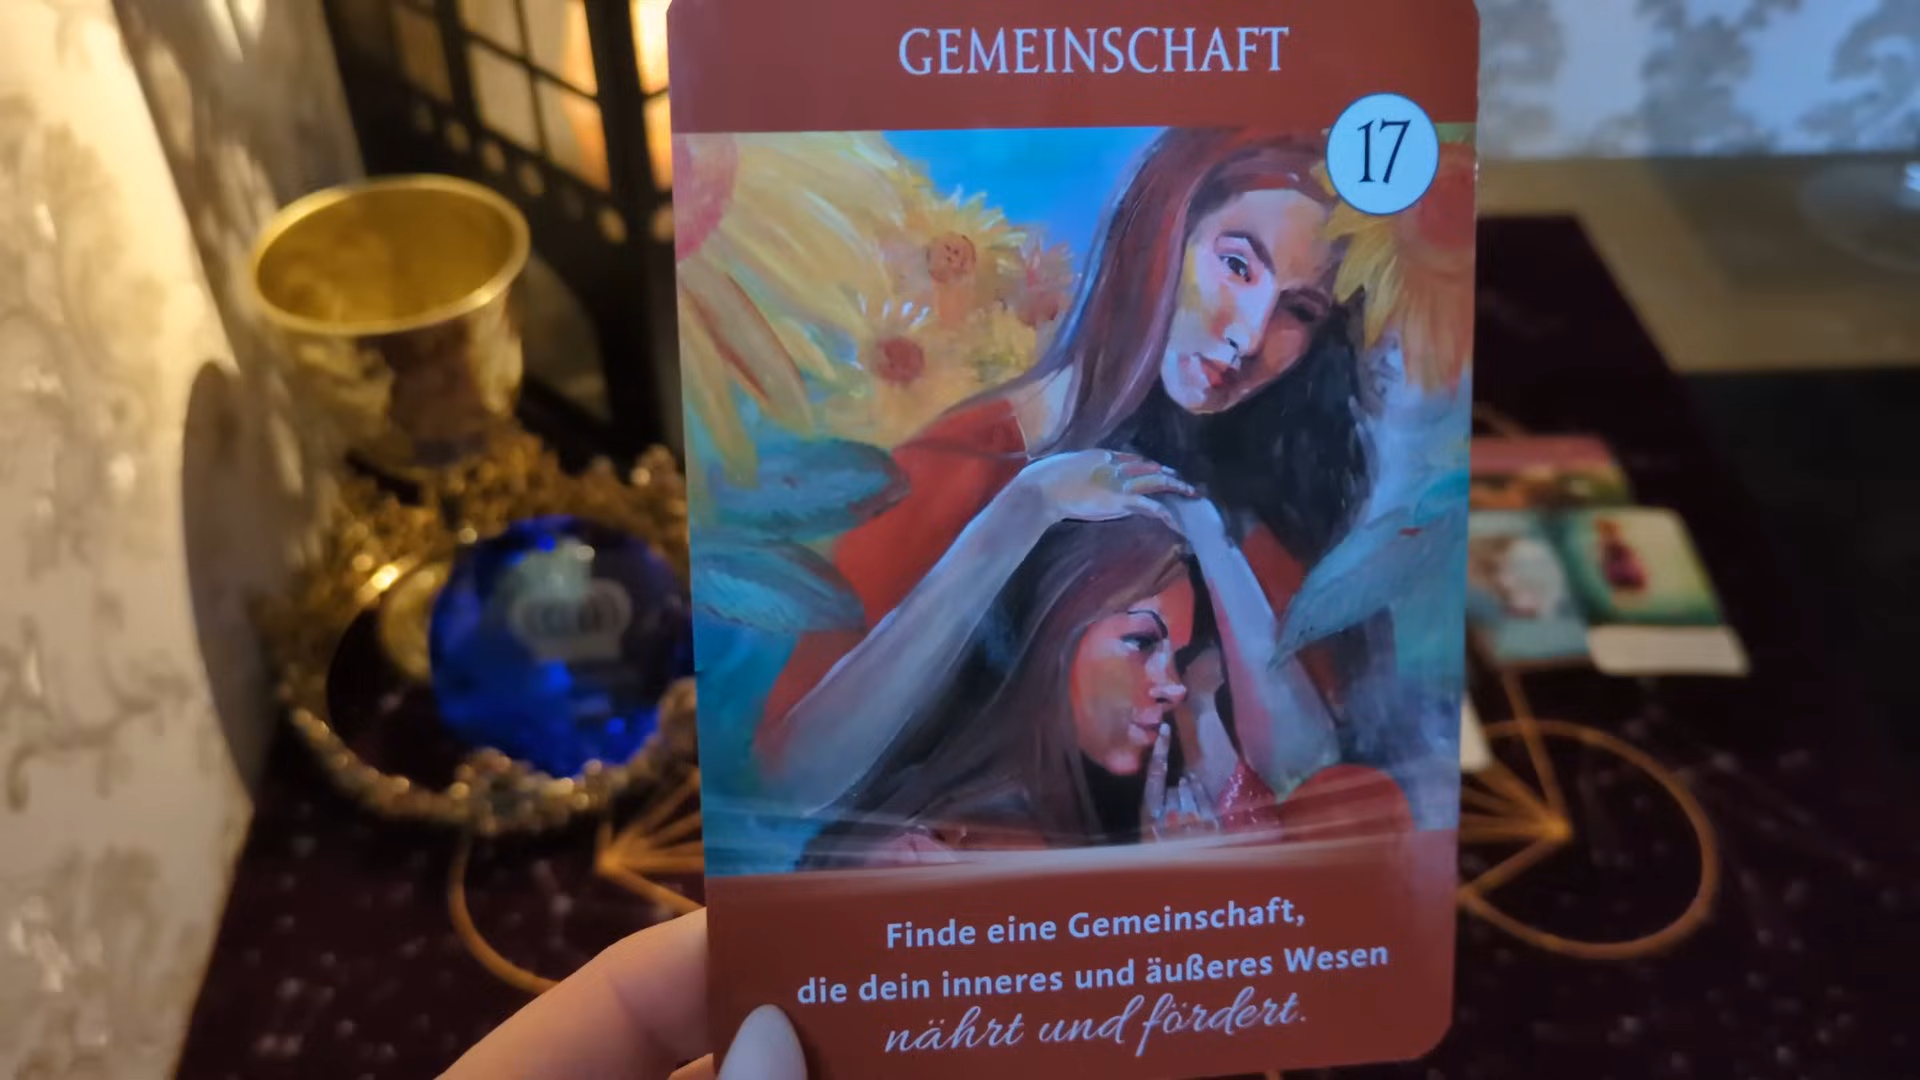 GEMEINSCHAFT
17
Finde eine Gemeinschaft,
die dein inneres und äußeres Wesen
nährt und fördert.